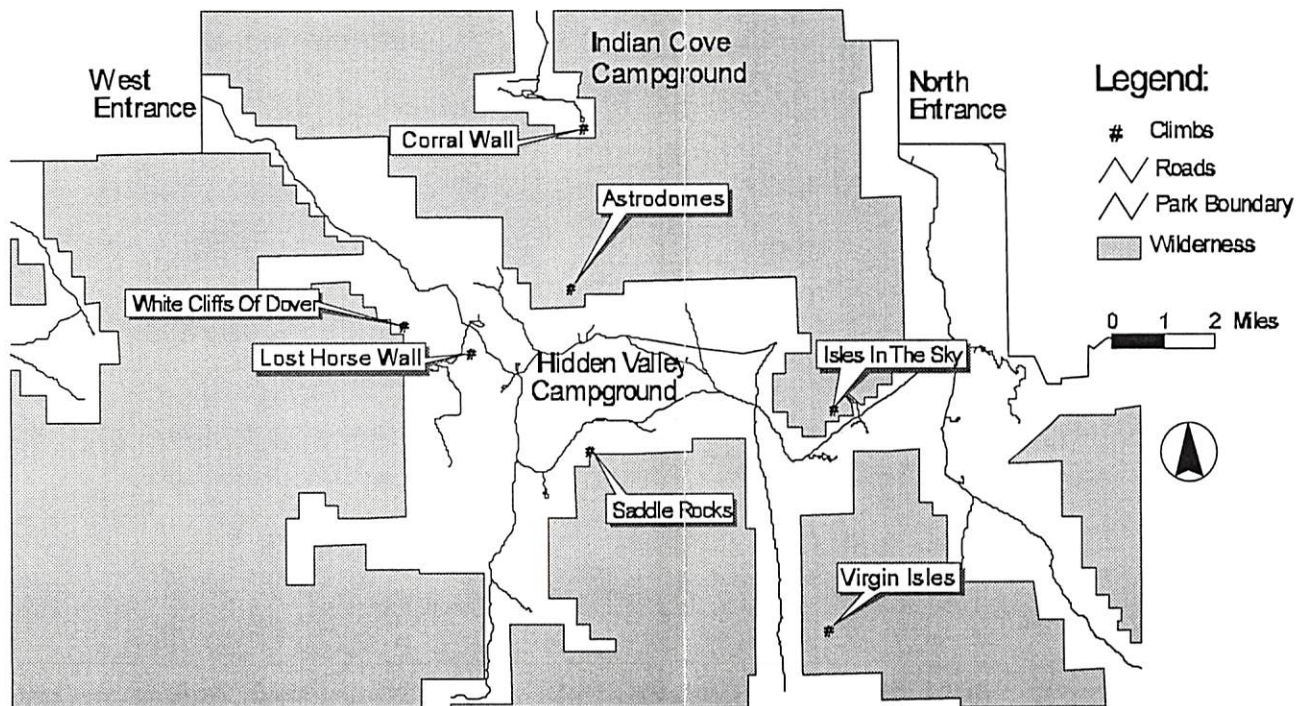 Indian Cove
Campground
West
Entrance
North
Entrance
Legend:
# Climbs
Roads
Park Boundary
Wilderness
Corral Wall
Astrodomes
White Cliffs Of Dover
Lost Horse Wall
Hidden Valley
Campground
Isles In The Sky
0 1 2 Miles
Saddle Rocks
Virgin Isles